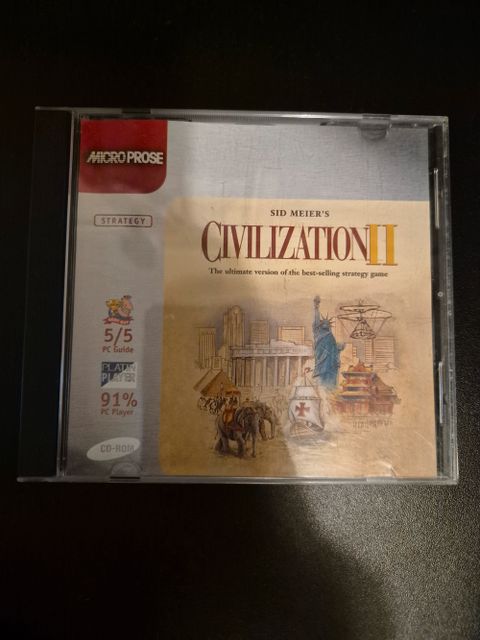 MICRO PROSE
STRATEGY
SID MEIER'S
CIVILIZATION II
The ultimate version of the best-selling strategy game
5/5
PC Guide
PLAYER
91%
PC Player
CD-ROM